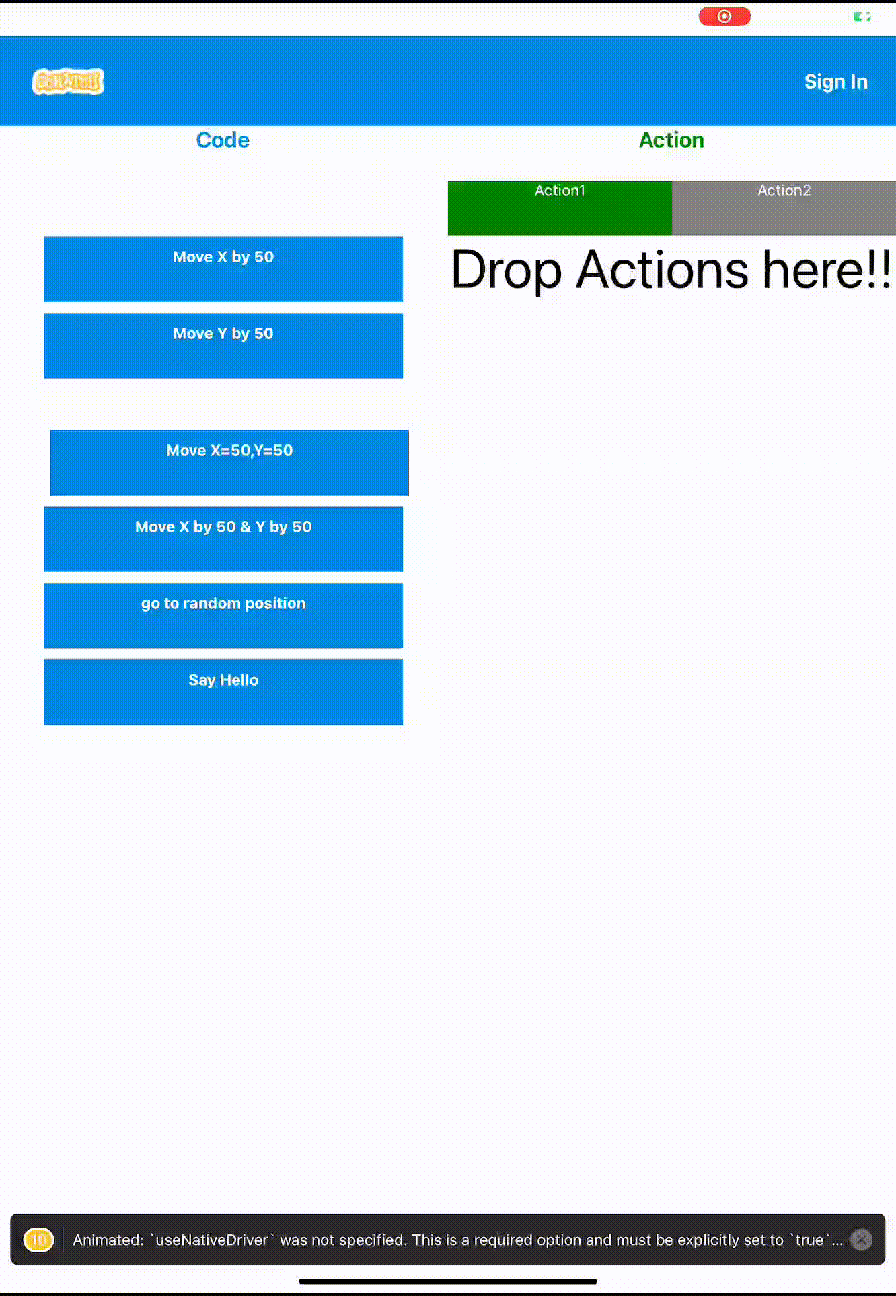 Sign In
Code
Action
Action1
Action2
Drop Actions here!!
Move X by 50
Move Y by 50
Move X=50,Y=50
Move X by 50 & Y by 50
go to random position
Say Hello
10
Animated: `useNativeDriver` was not specified. This is a required option and must be explicitly set to `true`...